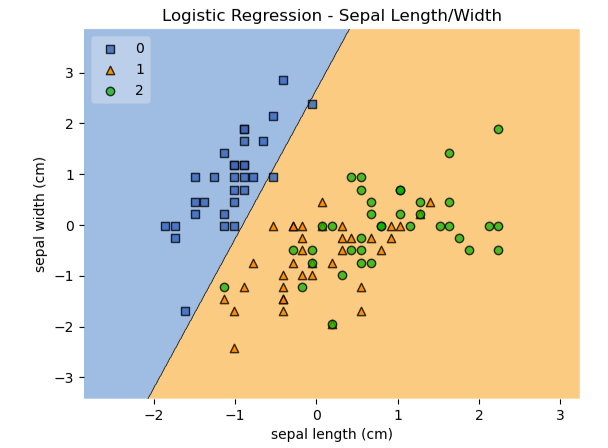 Logistic Regression - Sepal Length/Width
0
1
2
3
2
1
0
−1
−2
−3
sepal width (cm)
−2 −1 0 1 2 3
sepal length (cm)